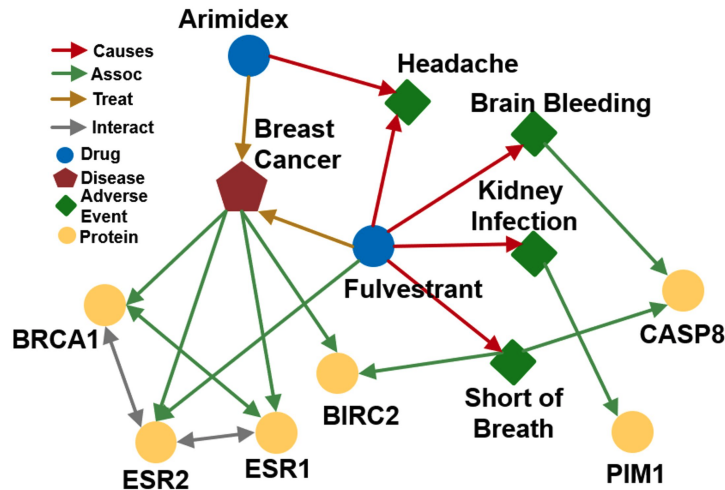 Arimidex
Causes
Assoc
Treat
Interact
Drug
Disease
Adverse
Event
Protein
Headache
Brain Bleeding
Breast
Cancer
Kidney
Infection
Fulvestrant
BRCA1
CASP8
BIRC2
Short of
Breath
ESR2
ESR1
PIM1